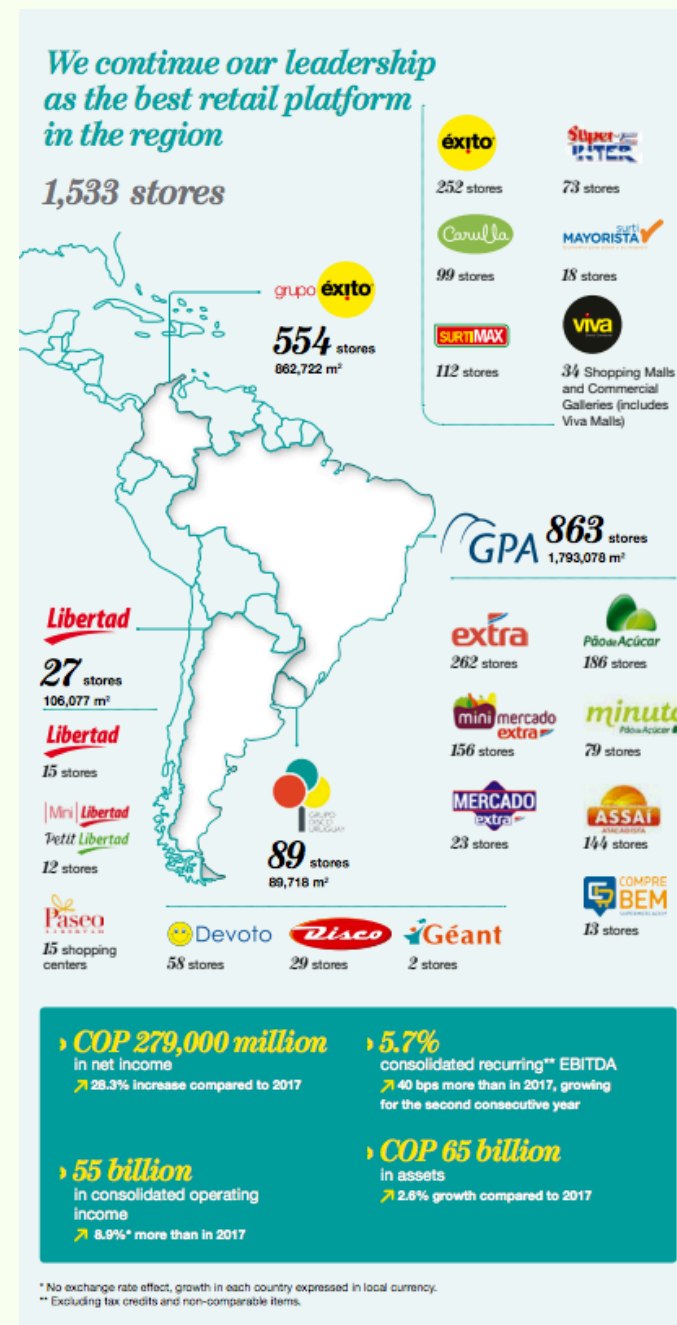 We continue our leadership
as the best retail platform
in the region
1,533 stores
éxito
252 stores
Super
INTER
73 stores
Carulla
99 stores
surti
MAYORISTA
18 stores
SURTIMAX
112 stores
viva
34 Shopping Malls
and Commercial
Galleries (includes
Viva Malls)
grupo éxito
554 stores
862,722 m²
GPA
863 stores
1,793,078 m²
extra
262 stores
Pão de Açúcar
186 stores
mini mercado
extra
156 stores
minuto
Pão de Açúcar
79 stores
MERCADO
extra
23 stores
ASSAÍ
ATACADISTA
144 stores
COMPRE
BEM
SUPERMERCADOS
13 stores
Libertad
27 stores
106,077 m²
Libertad
15 stores
Mini Libertad
Petit Libertad
12 stores
Paseo
LIBERTAD
15 shopping
centers
GRUPO
DISCO
URUGUAY
89 stores
89,718 m²
Devoto
58 stores
Disco
29 stores
Géant
2 stores
COP 279,000 million
in net income
28.3% increase compared to 2017
5.7%
consolidated recurring** EBITDA
40 bps more than in 2017, growing
for the second consecutive year
55 billion
in consolidated operating
income
8.9%* more than in 2017
COP 65 billion
in assets
2.6% growth compared to 2017
* No exchange rate effect, growth in each country expressed in local currency.
** Excluding tax credits and non-comparable items.